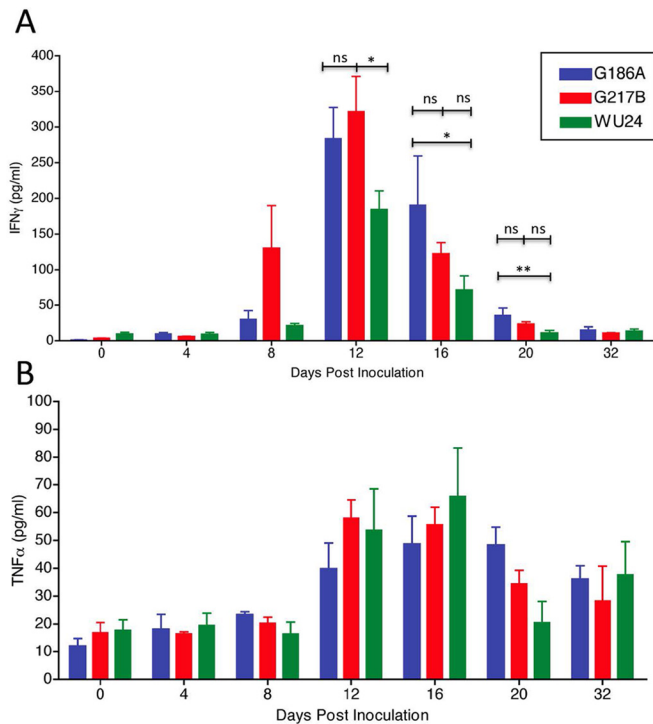 A
400
350
300
250
200
150
100
50
0
IFNγ (pg/ml)
ns *
ns ns
*
ns ns
**
G186A
G217B
WU24
0 4 8 12 16 20 32
Days Post Inoculation
B
100
90
80
70
60
50
40
30
20
10
0
TNFα (pg/ml)
0 4 8 12 16 20 32
Days Post Inoculation